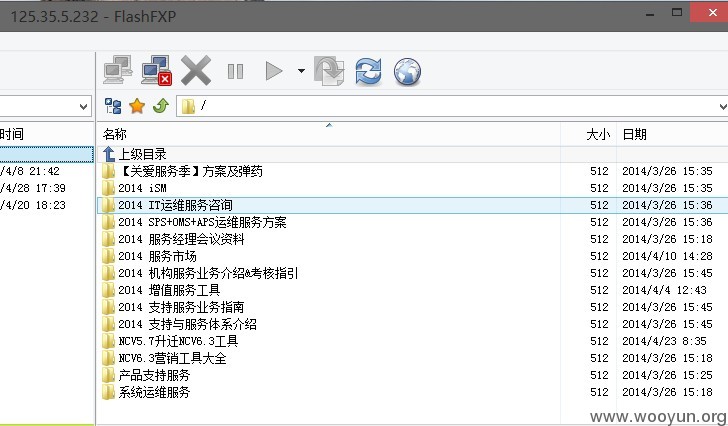 125.35.5.232 - FlashFXP
/
时间
名称 大小 日期
上级目录
/4/8 21:42 【关爱服务季】方案及弹药 512 2014/3/26 15:35
/4/28 17:39 2014 iSM 512 2014/3/26 15:35
/4/20 18:23 2014 IT运维服务咨询 512 2014/3/26 15:36
2014 SPS+OMS+APS运维服务方案 512 2014/3/26 15:36
2014 服务经理会议资料 512 2014/3/26 15:18
2014 服务市场 512 2014/4/10 14:28
2014 机构服务业务介绍&考核指引 512 2014/3/26 15:45
2014 增值服务工具 512 2014/4/4 12:43
2014 支持服务业务指南 512 2014/3/26 15:45
2014 支持与服务体系介绍 512 2014/3/26 15:45
NCV5.7升迁NCV6.3工具 512 2014/4/23 8:35
NCV6.3营销工具大全 512 2014/3/26 15:18
产品支持服务 512 2014/3/26 15:25
系统运维服务 512 2014/3/26 15:18
www.wooyun.org